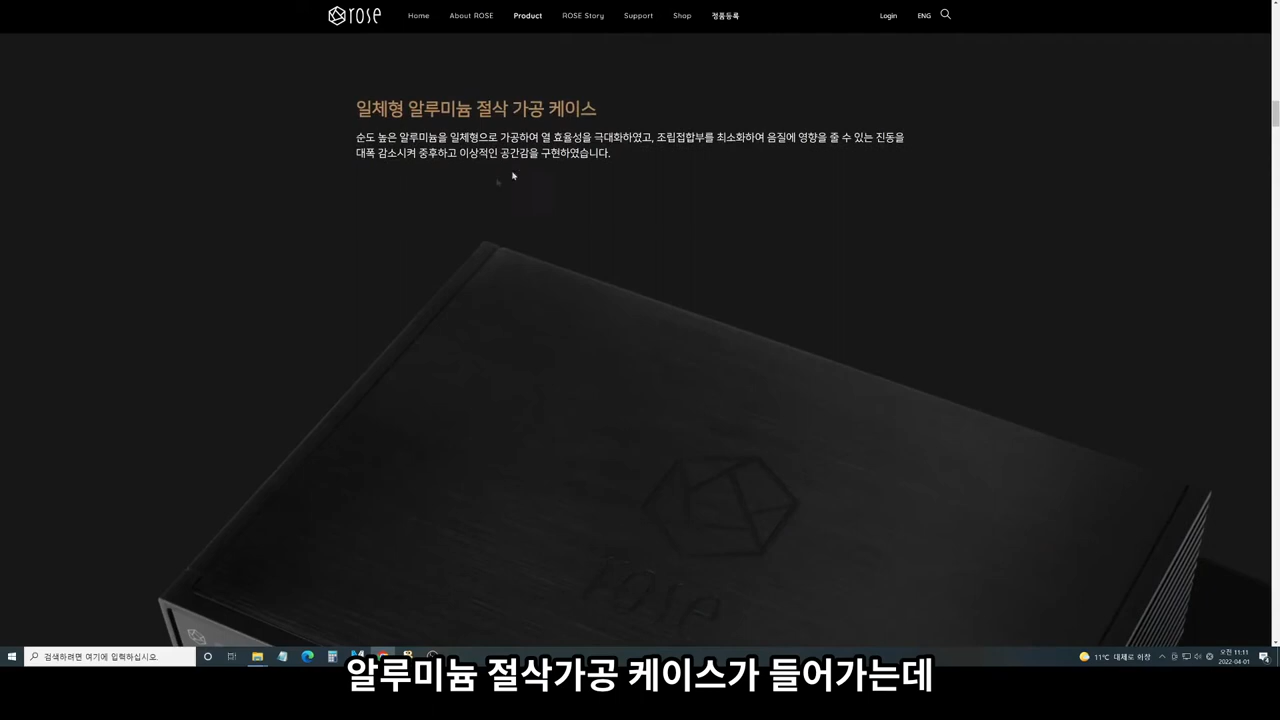 rose
Home About ROSE Product ROSE Story Support Shop 정품등록 Login ENG
일체형 알루미늄 절삭 가공 케이스
순도 높은 알루미늄을 일체형으로 가공하여 열 효율성을 극대화하였고, 조립접합부를 최소화하여 음질에 영향을 줄 수 있는 진동을
대폭 감소시켜 중후하고 이상적인 공간감을 구현하였습니다.
rose
검색하려면 여기에 입력하십시오.
11°C 대체로 화창
오전 11:11
2022-04-01
알루미늄 절삭가공 케이스가 들어가는데